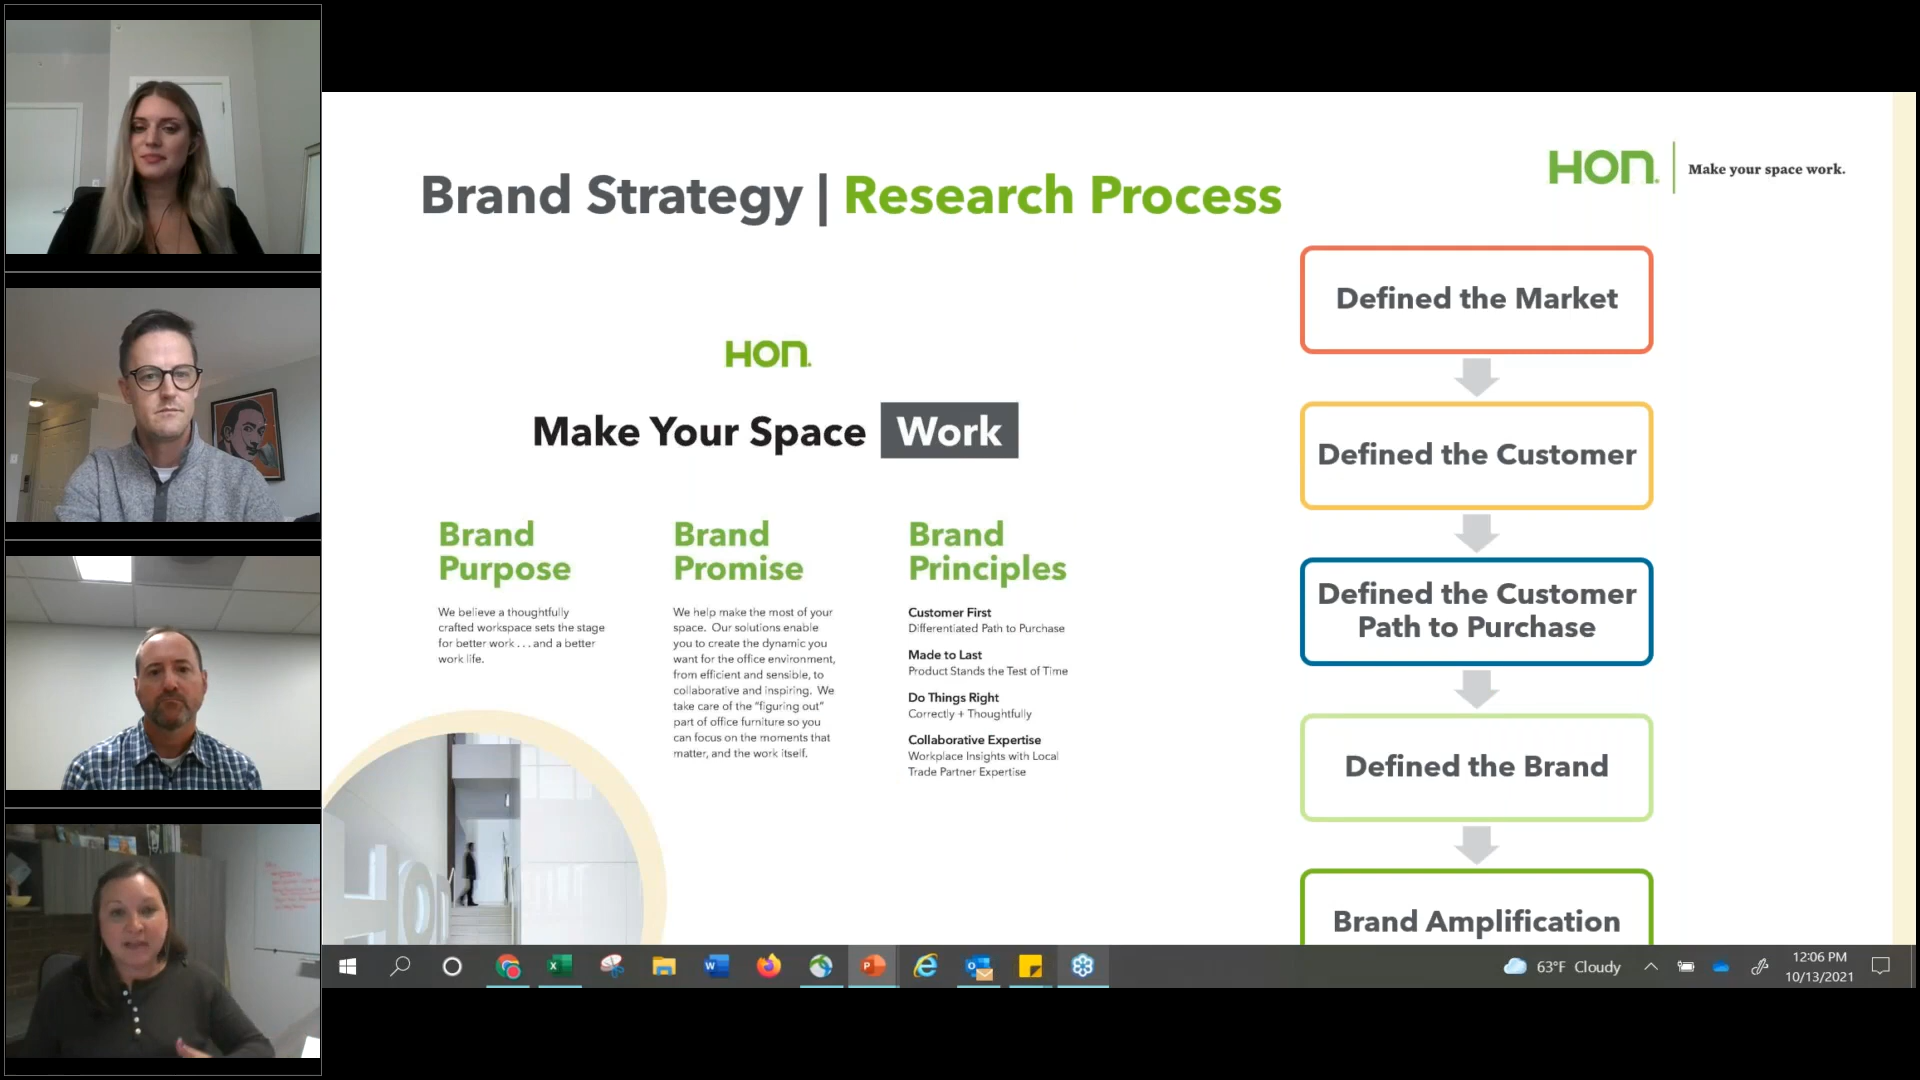 Brand Strategy | Research Process
HON.
Make your space work.
HON.
Make Your Space Work
Brand
Purpose
We believe a thoughtfully
crafted workspace sets the stage
for better work . . . and a better
work life.
Brand
Promise
We help make the most of your
space. Our solutions enable
you to create the dynamic you
want for the office environment,
from efficient and sensible, to
collaborative and inspiring. We
take care of the "figuring out"
part of office furniture so you
can focus on the moments that
matter, and the work itself.
Brand
Principles
Customer First
Differentiated Path to Purchase
Made to Last
Product Stands the Test of Time
Do Things Right
Correctly + Thoughtfully
Collaborative Expertise
Workplace Insights with Local
Trade Partner Expertise
Defined the Market
Defined the Customer
Defined the Customer
Path to Purchase
Defined the Brand
Brand Amplification
HON
63°F Cloudy
12:06 PM
10/13/2021